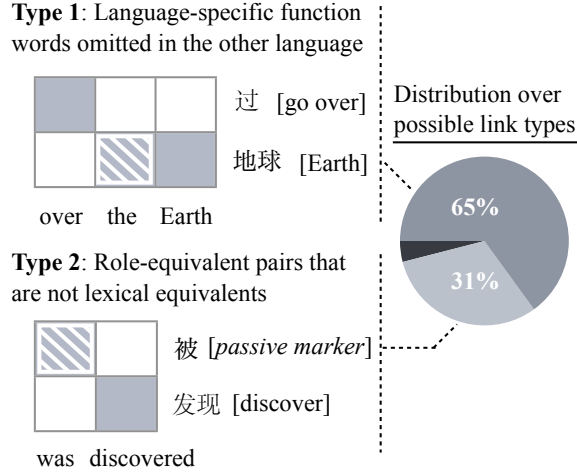 Type 1: Language-specific function
words omitted in the other language
过 [go over]
地球 [Earth]
over the Earth
Type 2: Role-equivalent pairs that
are not lexical equivalents
被 [passive marker]
发现 [discover]
was discovered
Distribution over
possible link types
65%
31%